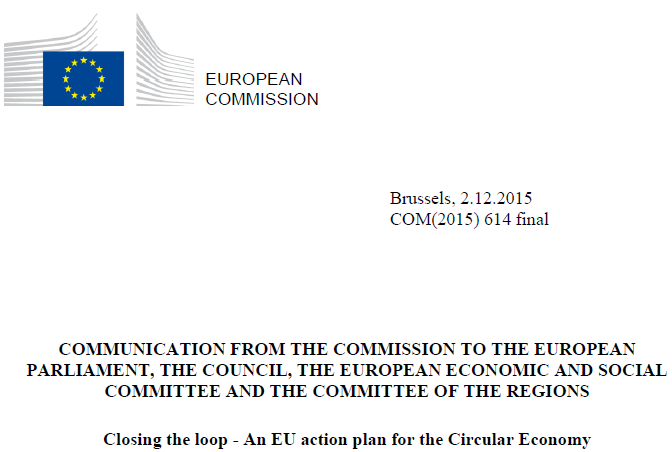 EUROPEAN
COMMISSION
Brussels, 2.12.2015
COM(2015) 614 final
COMMUNICATION FROM THE COMMISSION TO THE EUROPEAN
PARLIAMENT, THE COUNCIL, THE EUROPEAN ECONOMIC AND SOCIAL
COMMITTEE AND THE COMMITTEE OF THE REGIONS
Closing the loop - An EU action plan for the Circular Economy